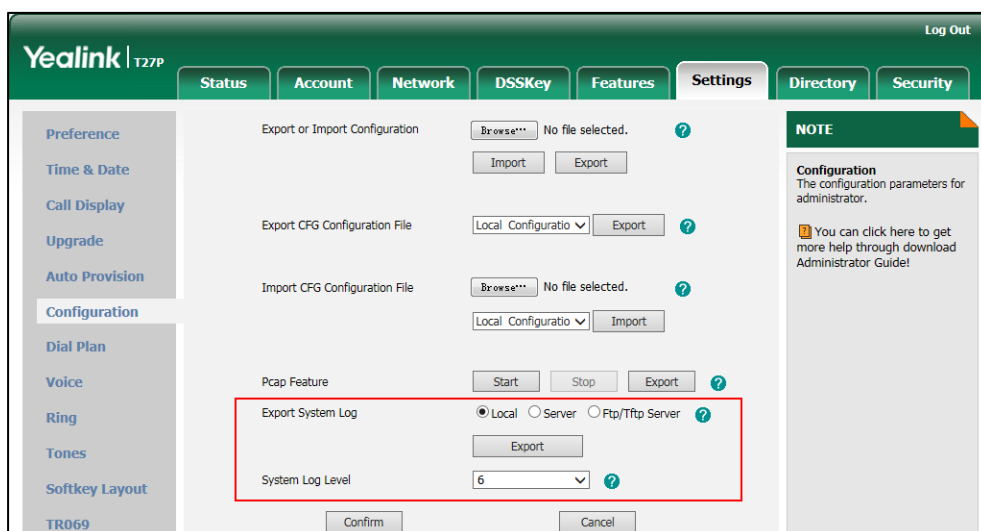 Log Out
Yealink T27P
Status Account Network DSSKey Features Settings Directory Security
Preference
Time & Date
Call Display
Upgrade
Auto Provision
Configuration
Dial Plan
Voice
Ring
Tones
Softkey Layout
TR069
Export or Import Configuration Browse... No file selected. ?
Import Export
Export CFG Configuration File Local Configuratio Export ?
Import CFG Configuration File Browse... No file selected. ?
Local Configuratio Import
Pcap Feature Start Stop Export ?
Export System Log Local Server Ftp/Tftp Server ?
Export
System Log Level 6 ?
Confirm Cancel
NOTE
Configuration
The configuration parameters for
administrator.
? You can click here to get
more help through download
Administrator Guide!